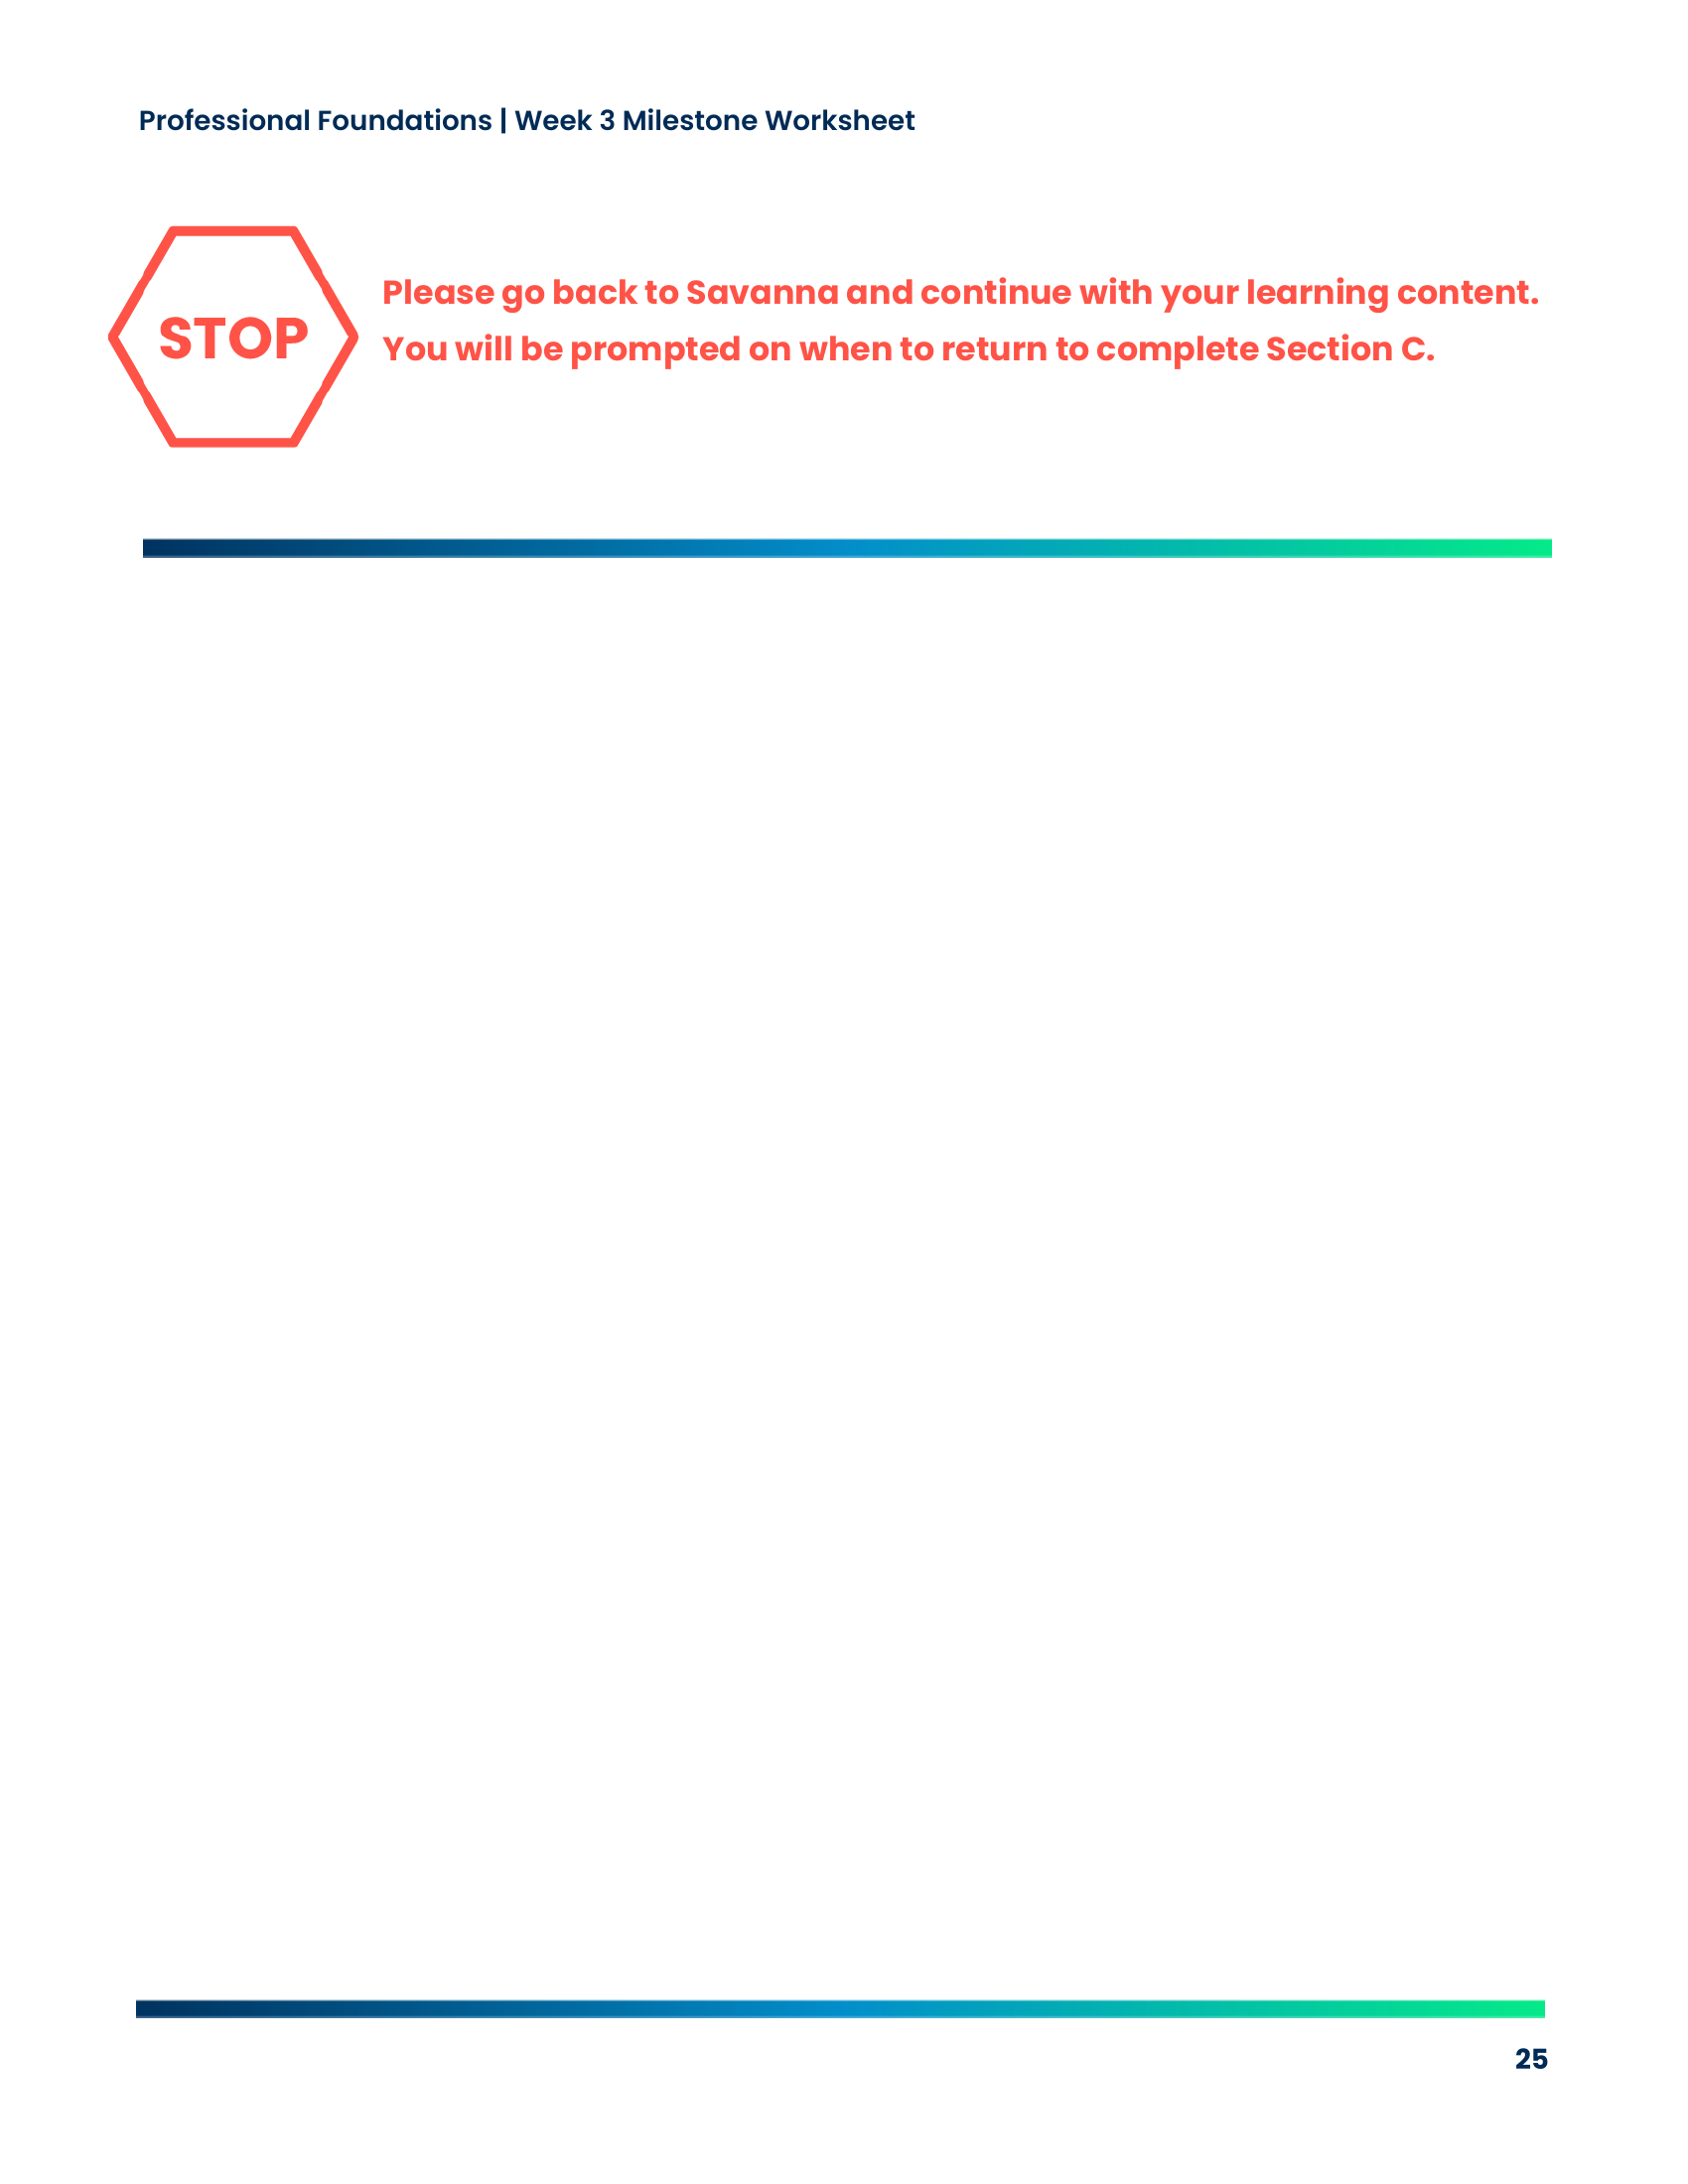 Professional Foundations | Week 3 Milestone Worksheet
STOP
Please go back to Savanna and continue with your learning content.
You will be prompted on when to return to complete Section C.
25